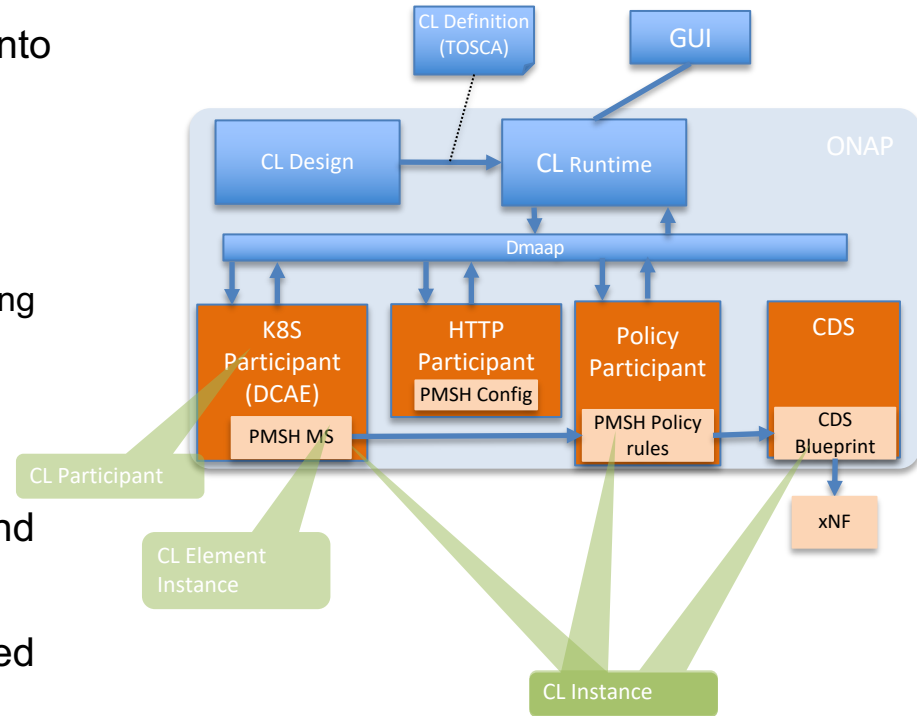 nto
CL Definition
(TOSCA)
GUI
ONAP
CL Design
CL Runtime
Dmaap
ng
K8S
Participant
(DCAE)
PMSH MS
HTTP
Participant
PMSH Config
Policy
Participant
PMSH Policy
rules
CDS
CDS
Blueprint
CL Participant
xNF
nd
CL Element
Instance
ed
CL Instance